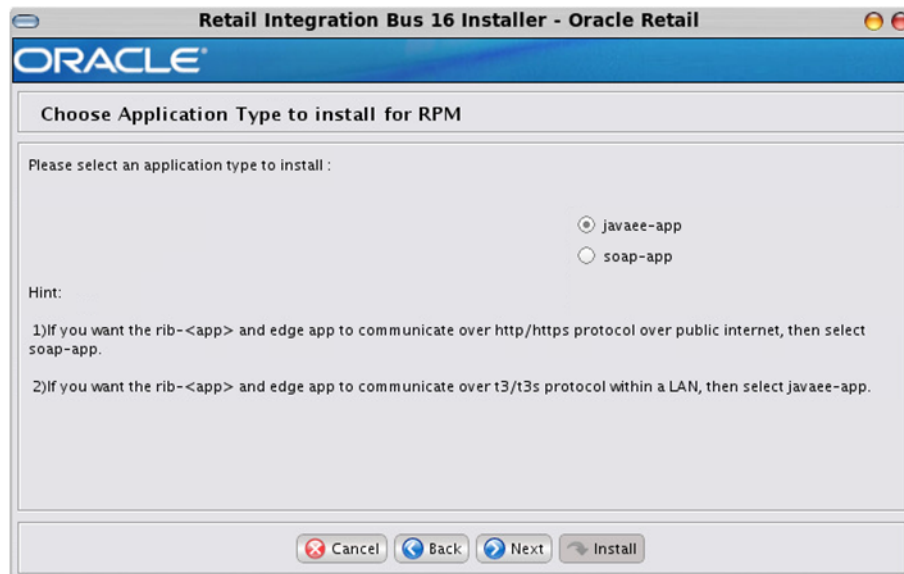 Retail Integration Bus 16 Installer - Oracle Retail
ORACLE®
Choose Application Type to install for RPM
Please select an application type to install :
javaee-app
soap-app
Hint:
1)If you want the rib-<app> and edge app to communicate over http/https protocol over public internet, then select
soap-app.
2)If you want the rib-<app> and edge app to communicate over t3/t3s protocol within a LAN, then select javaee-app.
Cancel Back Next Install